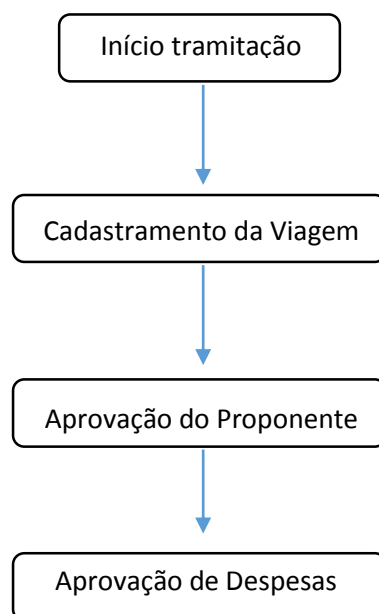 Início tramitação
Cadastramento da Viagem
Aprovação do Proponente
Aprovação de Despesas